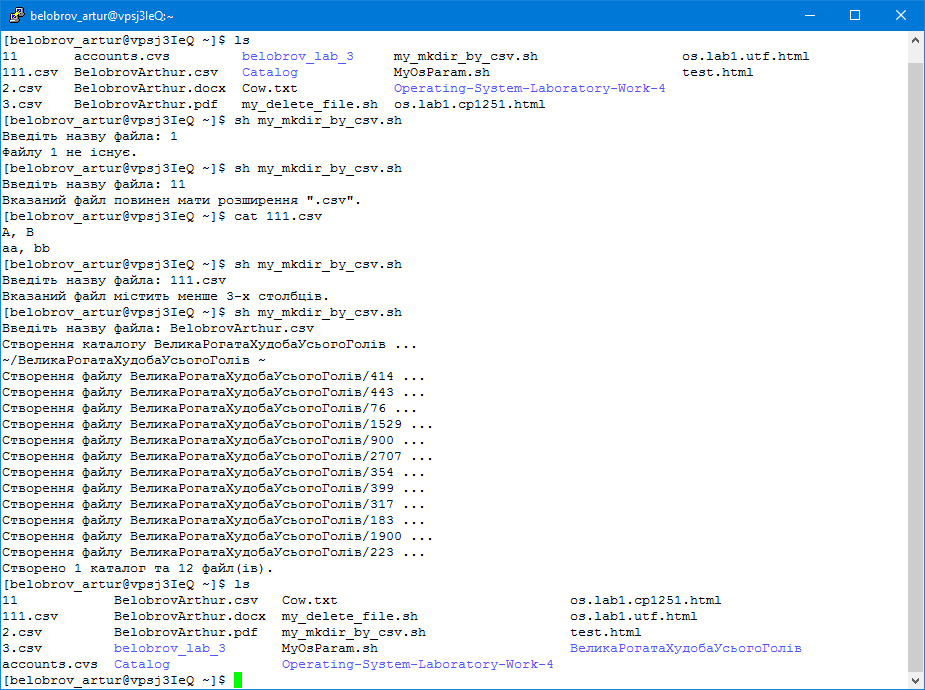 belobrov_artur@vpsj3IeQ:~
[belobrov_artur@vpsj3IeQ ~]$ ls
11 accounts.cvs belobrov_lab_3 my_mkdir_by_csv.sh os.lab1.utf.html
111.csv BelobrovArthur.csv Catalog MyOsParam.sh test.html
2.csv BelobrovArthur.docx Cow.txt Operating-System-Laboratory-Work-4
3.csv BelobrovArthur.pdf my_delete_file.sh os.lab1.cp1251.html
[belobrov_artur@vpsj3IeQ ~]$ sh my_mkdir_by_csv.sh
Введіть назву файла: 1
Файлу 1 не існує.
[belobrov_artur@vpsj3IeQ ~]$ sh my_mkdir_by_csv.sh
Введіть назву файла: 11
Вказаний файл повинен мати розширення ".csv".
[belobrov_artur@vpsj3IeQ ~]$ cat 111.csv
A, B
aa, bb
[belobrov_artur@vpsj3IeQ ~]$ sh my_mkdir_by_csv.sh
Введіть назву файла: 111.csv
Вказаний файл містить менше 3-х столбців.
[belobrov_artur@vpsj3IeQ ~]$ sh my_mkdir_by_csv.sh
Введіть назву файла: BelobrovArthur.csv
Створення каталогу ВеликаРогатаХудобаУсьогоГолів ...
~/ВеликаРогатаХудобаУсьогоГолів ~
Створення файлу ВеликаРогатаХудобаУсьогоГолів/414 ...
Створення файлу ВеликаРогатаХудобаУсьогоГолів/443 ...
Створення файлу ВеликаРогатаХудобаУсьогоГолів/76 ...
Створення файлу ВеликаРогатаХудобаУсьогоГолів/1529 ...
Створення файлу ВеликаРогатаХудобаУсьогоГолів/900 ...
Створення файлу ВеликаРогатаХудобаУсьогоГолів/2707 ...
Створення файлу ВеликаРогатаХудобаУсьогоГолів/354 ...
Створення файлу ВеликаРогатаХудобаУсьогоГолів/399 ...
Створення файлу ВеликаРогатаХудобаУсьогоГолів/317 ...
Створення файлу ВеликаРогатаХудобаУсьогоГолів/183 ...
Створення файлу ВеликаРогатаХудобаУсьогоГолів/1900 ...
Створення файлу ВеликаРогатаХудобаУсьогоГолів/223 ...
Створено 1 каталог та 12 файл(ів).
[belobrov_artur@vpsj3IeQ ~]$ ls
11 BelobrovArthur.csv Cow.txt os.lab1.cp1251.html
111.csv BelobrovArthur.docx my_delete_file.sh os.lab1.utf.html
2.csv BelobrovArthur.pdf my_mkdir_by_csv.sh test.html
3.csv belobrov_lab_3 MyOsParam.sh ВеликаРогатаХудобаУсьогоГолів
accounts.cvs Catalog Operating-System-Laboratory-Work-4
[belobrov_artur@vpsj3IeQ ~]$